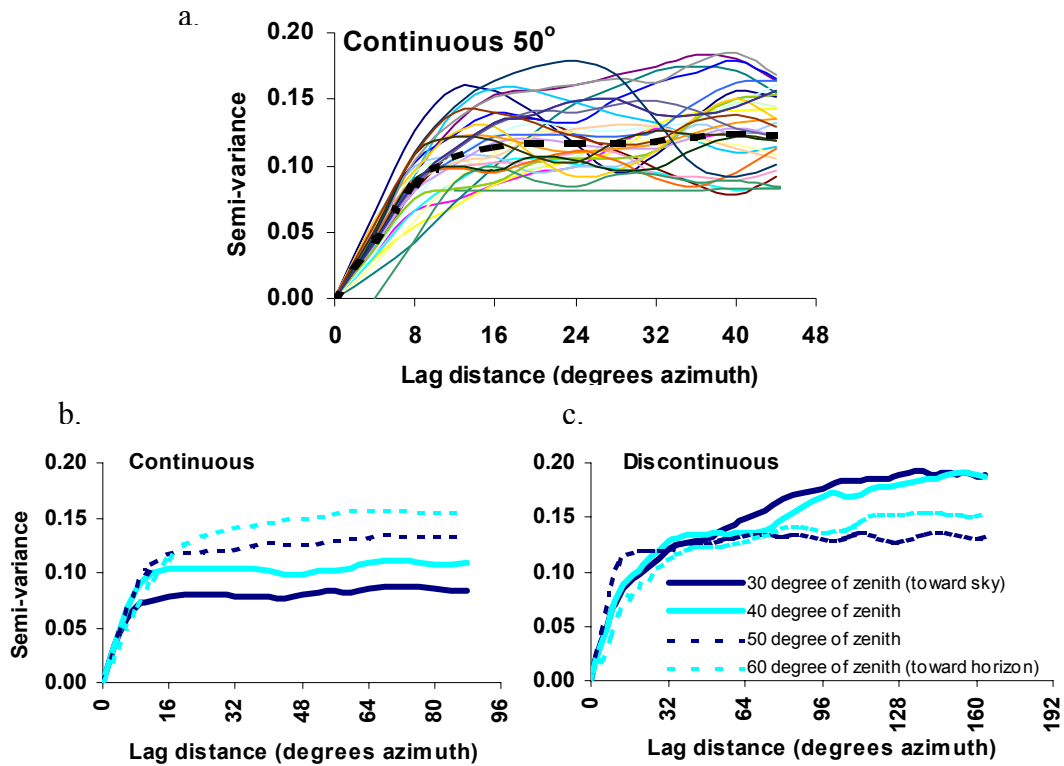 a.
Continuous 50°
0.20
0.15
0.10
0.05
0.00
Semi-variance
0 8 16 24 32 40 48
Lag distance (degrees azimuth)
b.
Continuous
0.20
0.15
0.10
0.05
0.00
Semi-variance
0 16 32 48 64 80 96
Lag distance (degrees azimuth)
c.
Discontinuous
0.20
0.15
0.10
0.05
0.00
30 degree of zenith (toward sky)
40 degree of zenith
50 degree of zenith
60 degree of zenith (toward horizon)
0 32 64 96 128 160 192
Lag distance (degrees azimuth)